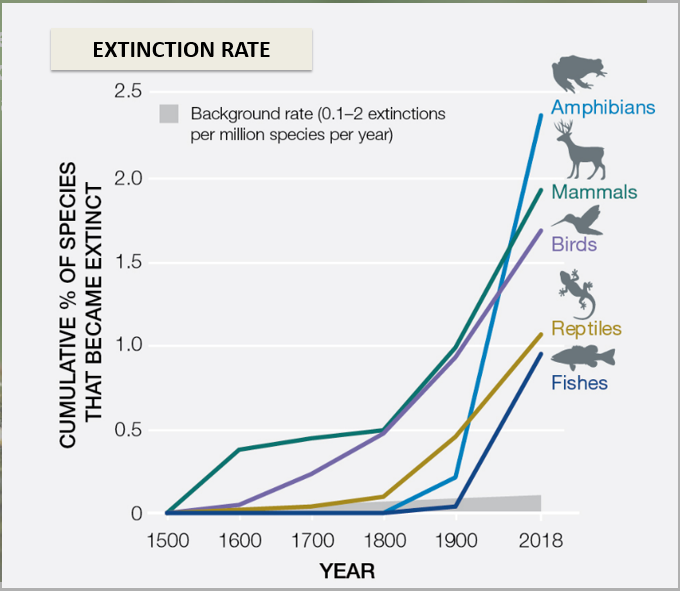 EXTINCTION RATE
2.5
Background rate (0.1–2 extinctions
per million species per year)
Amphibians
2.0
Mammals
Birds
1.5
1.0
Reptiles
Fishes
0.5
0
CUMULATIVE % OF SPECIES
THAT BECAME EXTINCT
1500 1600 1700 1800 1900 2018
YEAR